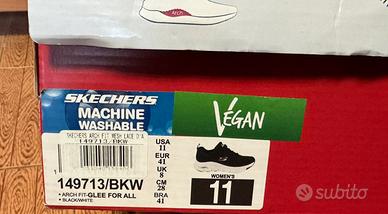 SKECHERS
MACHINE
WASHABLE
SKECHERS ARCH FIT MESH LACE D'A
149713/BKW
149713/BKW
• ARCH FIT-GLEE FOR ALL
• BLACK/WHITE
USA
11
EUR
41
UK
8
CM
28
BRA
41
VEGAN
WOMEN'S
11
subito